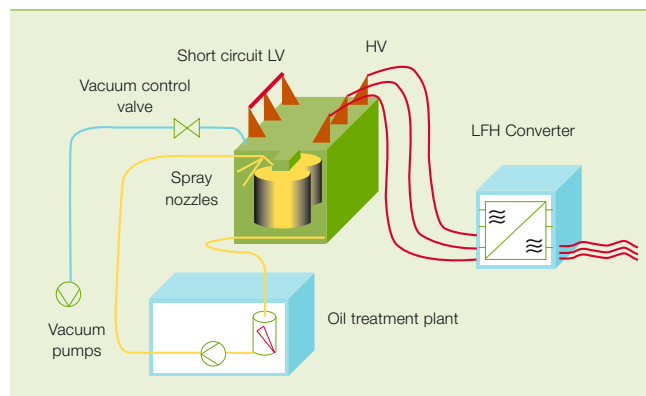 Short circuit LV
HV
Vacuum control
valve
LFH Converter
Spray
nozzles
Oil treatment plant
Vacuum
pumps